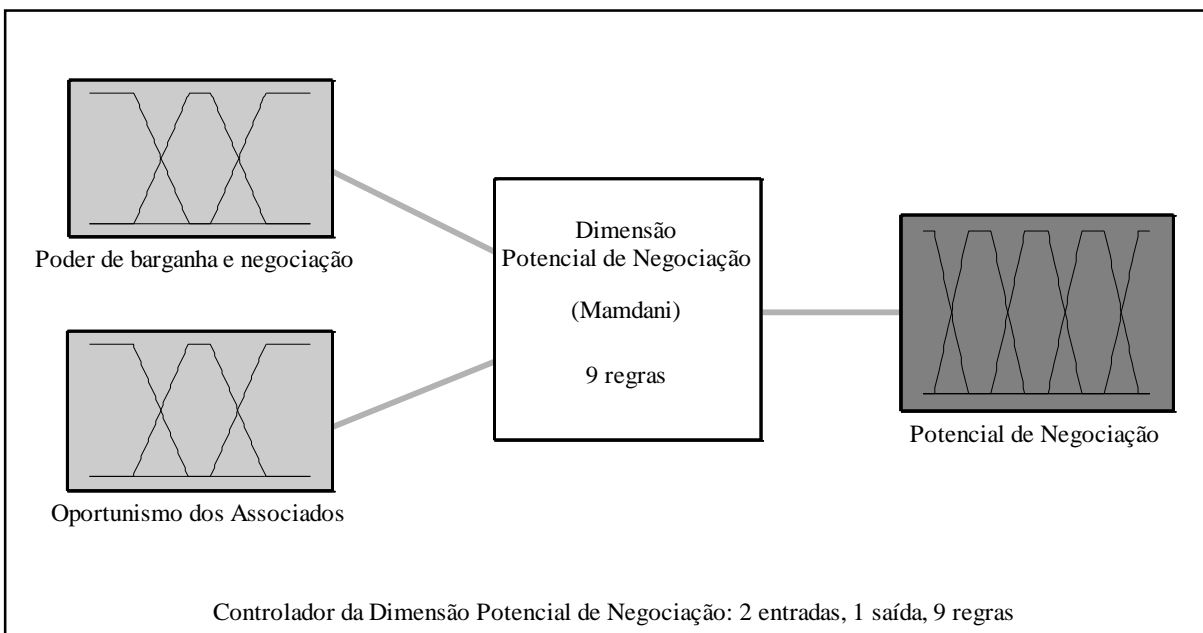 Poder de barganha e negociação
Oportunismo dos Associados
Dimensão
Potencial de Negociação
(Mamdani)
9 regras
Potencial de Negociação
Controlador da Dimensão Potencial de Negociação: 2 entradas, 1 saída, 9 regras